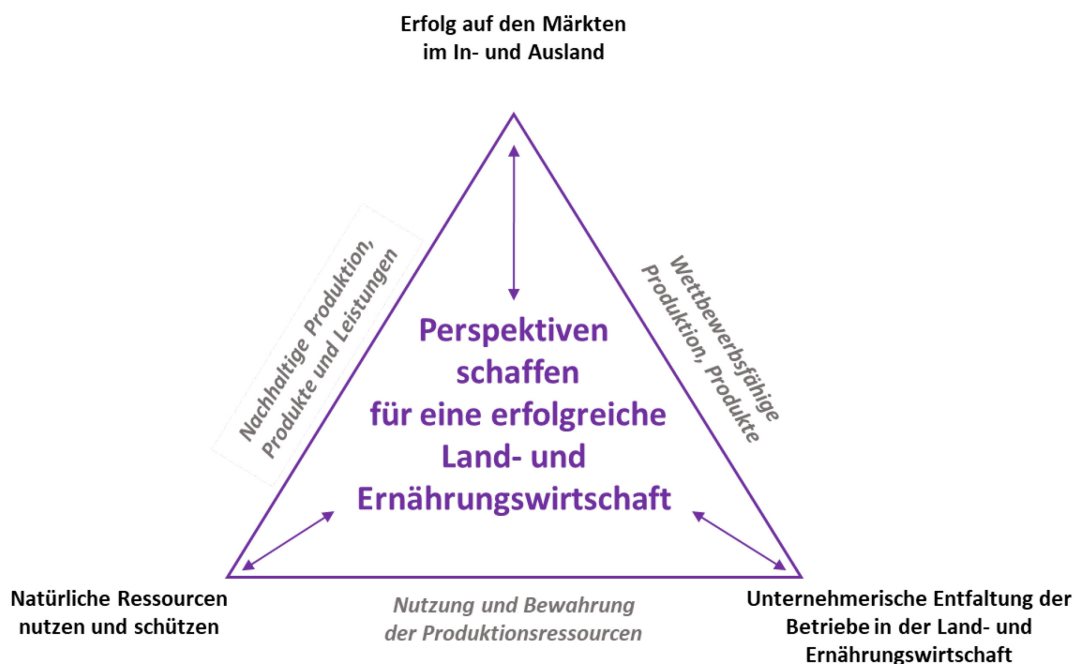 Erfolg auf den Märkten
im In- und Ausland
Nachhaltige Produktion,
Produkte und Leistungen
Wettbewerbsfähige
Produktion, Produkte
Perspektiven
schaffen
für eine erfolgreiche
Land- und
Ernährungswirtschaft
Natürliche Ressourcen
nutzen und schützen
Nutzung und Bewahrung
der Produktionsressourcen
Unternehmerische Entfaltung der
Betriebe in der Land- und
Ernährungswirtschaft